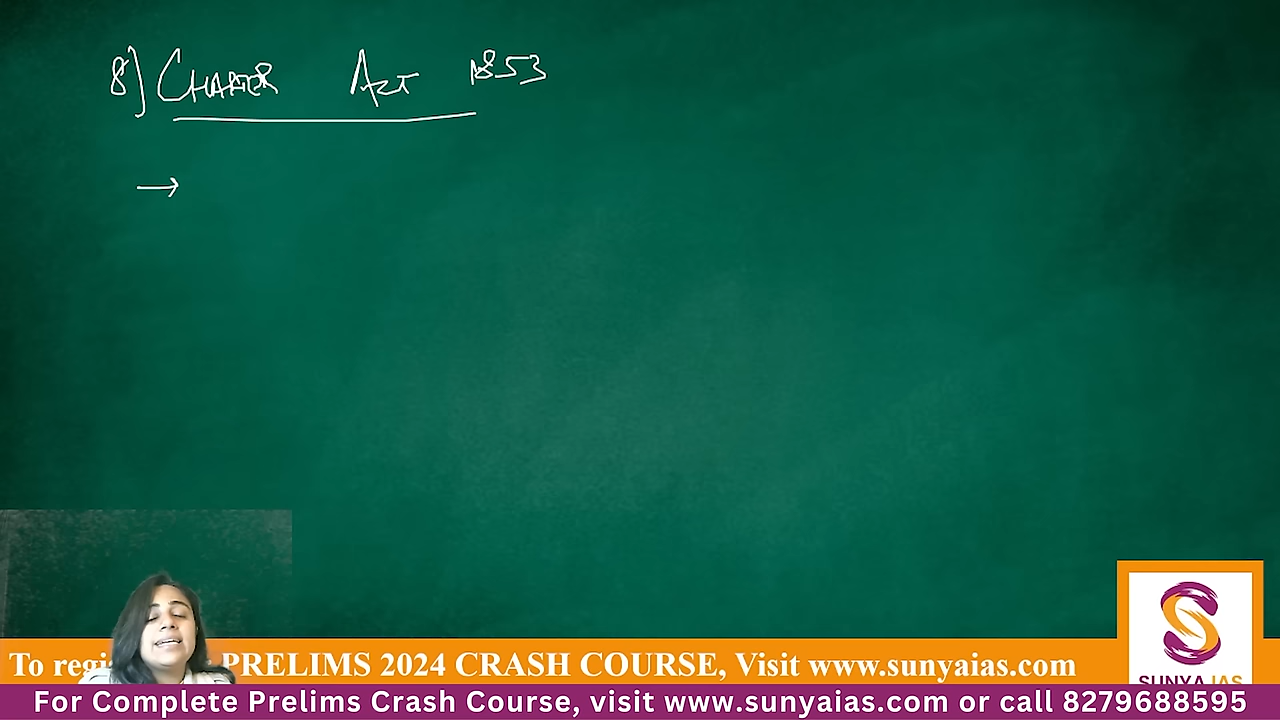 8) CHARTER ACT 1853
→
To regi PRELIMS 2024 CRASH COURSE, Visit www.sunyaias.com
SUNYA IAS
For Complete Prelims Crash Course, visit www.sunyaias.com or call 8279688595